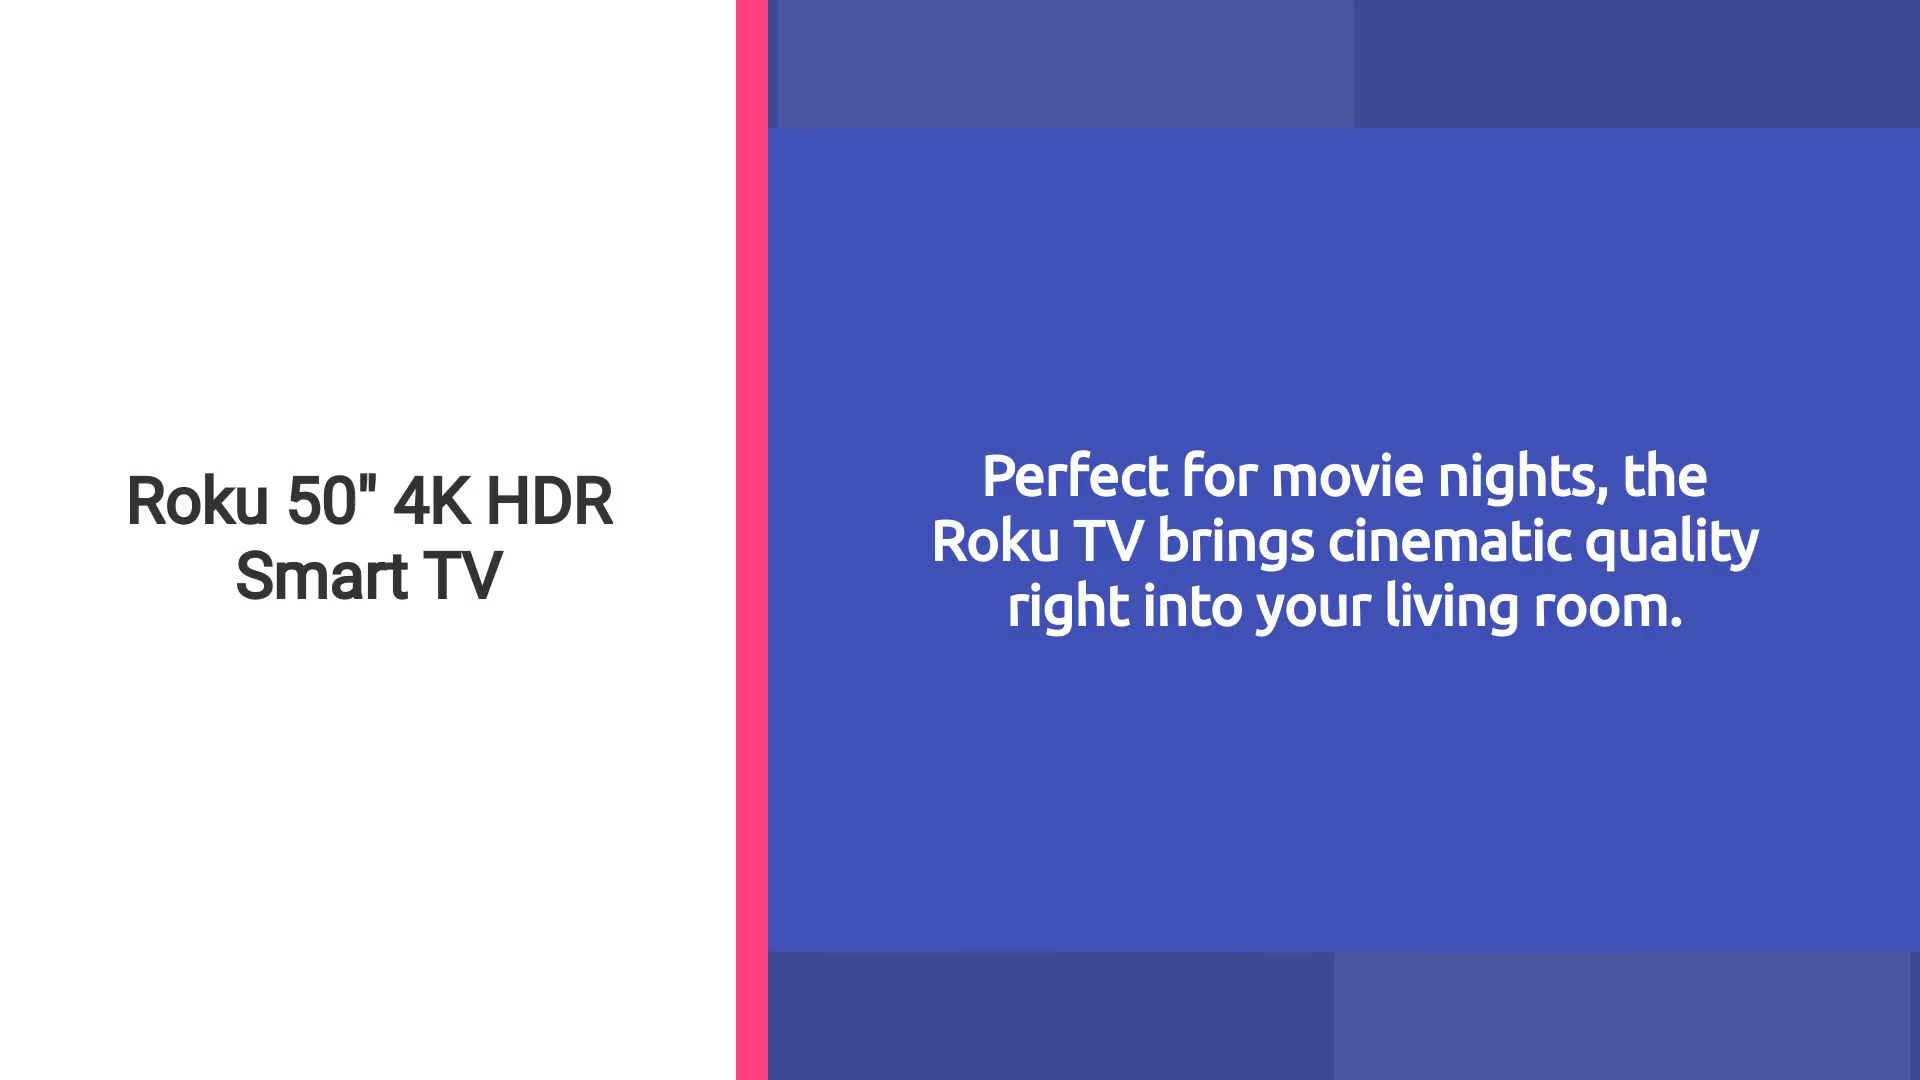 Roku 50" 4K HDR
Smart TV
Perfect for movie nights, the
Roku TV brings cinematic quality
right into your living room.